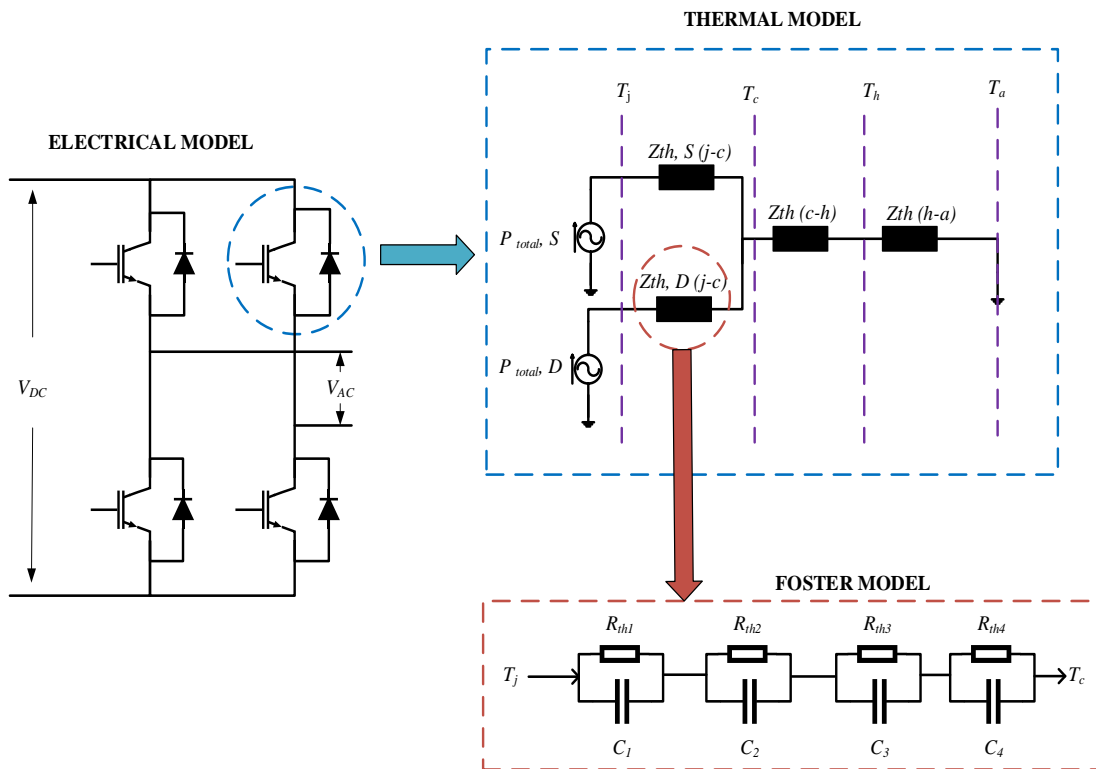 THERMAL MODEL
ELECTRICAL MODEL
Tj
Tc
Th
Ta
Zth, S (j-c)
Zth (c-h)
Zth (h-a)
P total, S
Zth, D (j-c)
P total, D
VDC
VAC
FOSTER MODEL
Rth1
Rth2
Rth3
Rth4
Tj
Tc
C1
C2
C3
C4